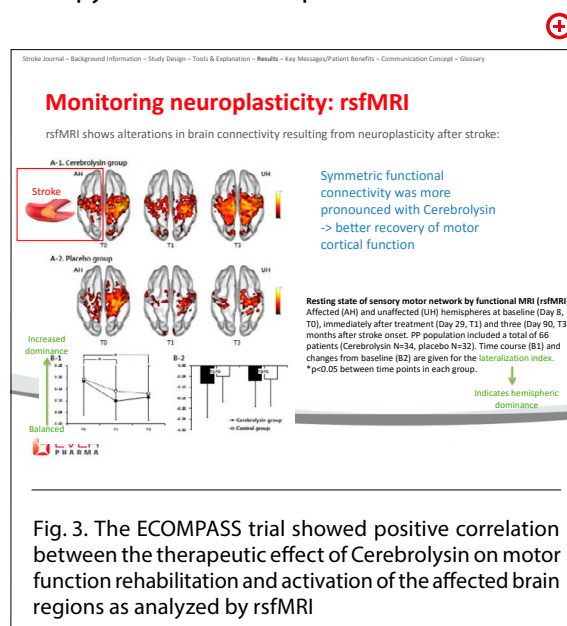 Stroke Journal – Background Information – Study Design – Tools & Explanation – Results – Key Messages/Patient Benefits – Communication Concept – Glossary
Monitoring neuroplasticity: rsfMRI
rsfMRI shows alterations in brain connectivity resulting from neuroplasticity after stroke:
A-1. Cerebrolysin group
AH
UH
Stroke
T0
T1
T3
A-2. Placebo group
AH
UH
T0
T1
T3
Symmetric functional
connectivity was more
pronounced with Cerebrolysin
-> better recovery of motor
cortical function
Resting state of sensory motor network by functional MRI (rsfMRI)
Affected (AH) and unaffected (UH) hemispheres at baseline (Day 8,
T0), immediately after treatment (Day 29, T1) and three (Day 90, T3
months after stroke onset. PP population included a total of 66
patients (Cerebrolysin N=34, placebo N=32). Time course (B1) and
changes from baseline (B2) are given for the lateralization index.
*p<0.05 between time points in each group.
Indicates hemispheric
dominance
Increased
dominance
Balanced
B-1
B-2
Cerebrolysin group
Control group
EVER
PHARMA
Fig. 3. The ECOMPASS trial showed positive correlation
between the therapeutic effect of Cerebrolysin on motor
function rehabilitation and activation of the affected brain
regions as analyzed by rsfMRI